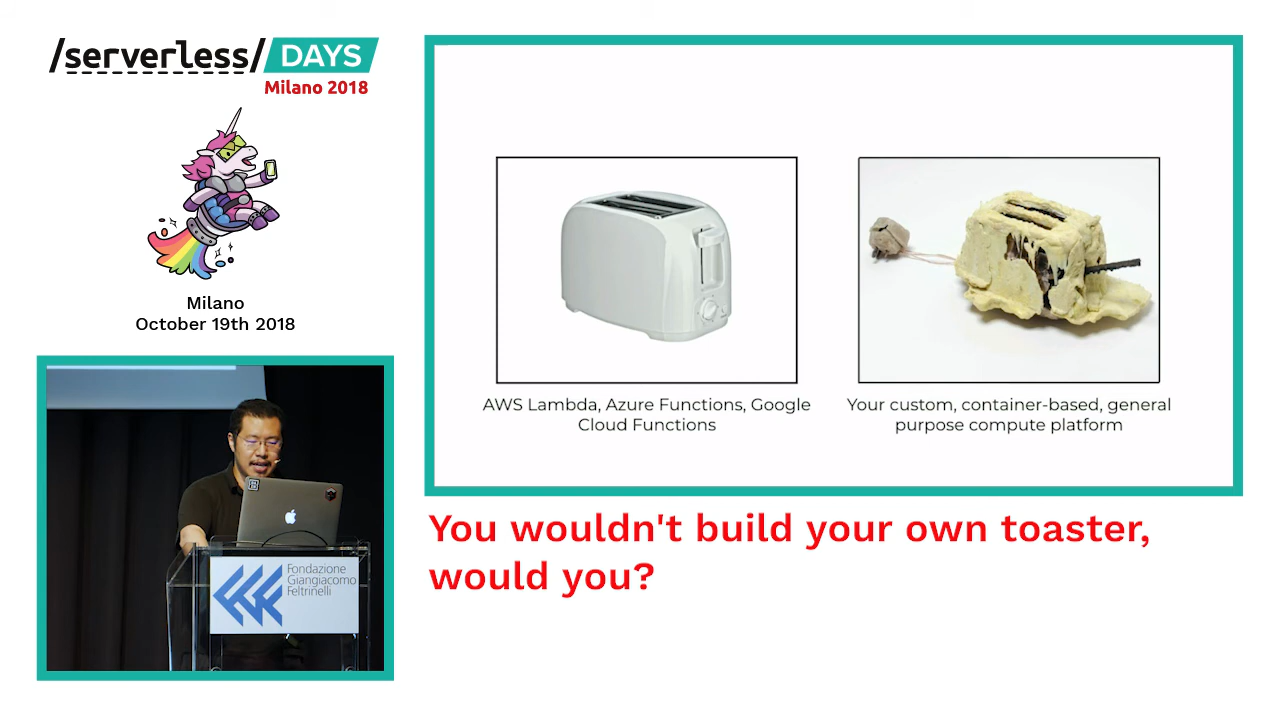 /serverless/ DAYS
Milano 2018
Milano
October 19th 2018
AWS Lambda, Azure Functions, Google
Cloud Functions
Your custom, container-based, general
purpose compute platform
Fondazione
Giangiacomo
Feltrinelli
You wouldn't build your own toaster,
would you?